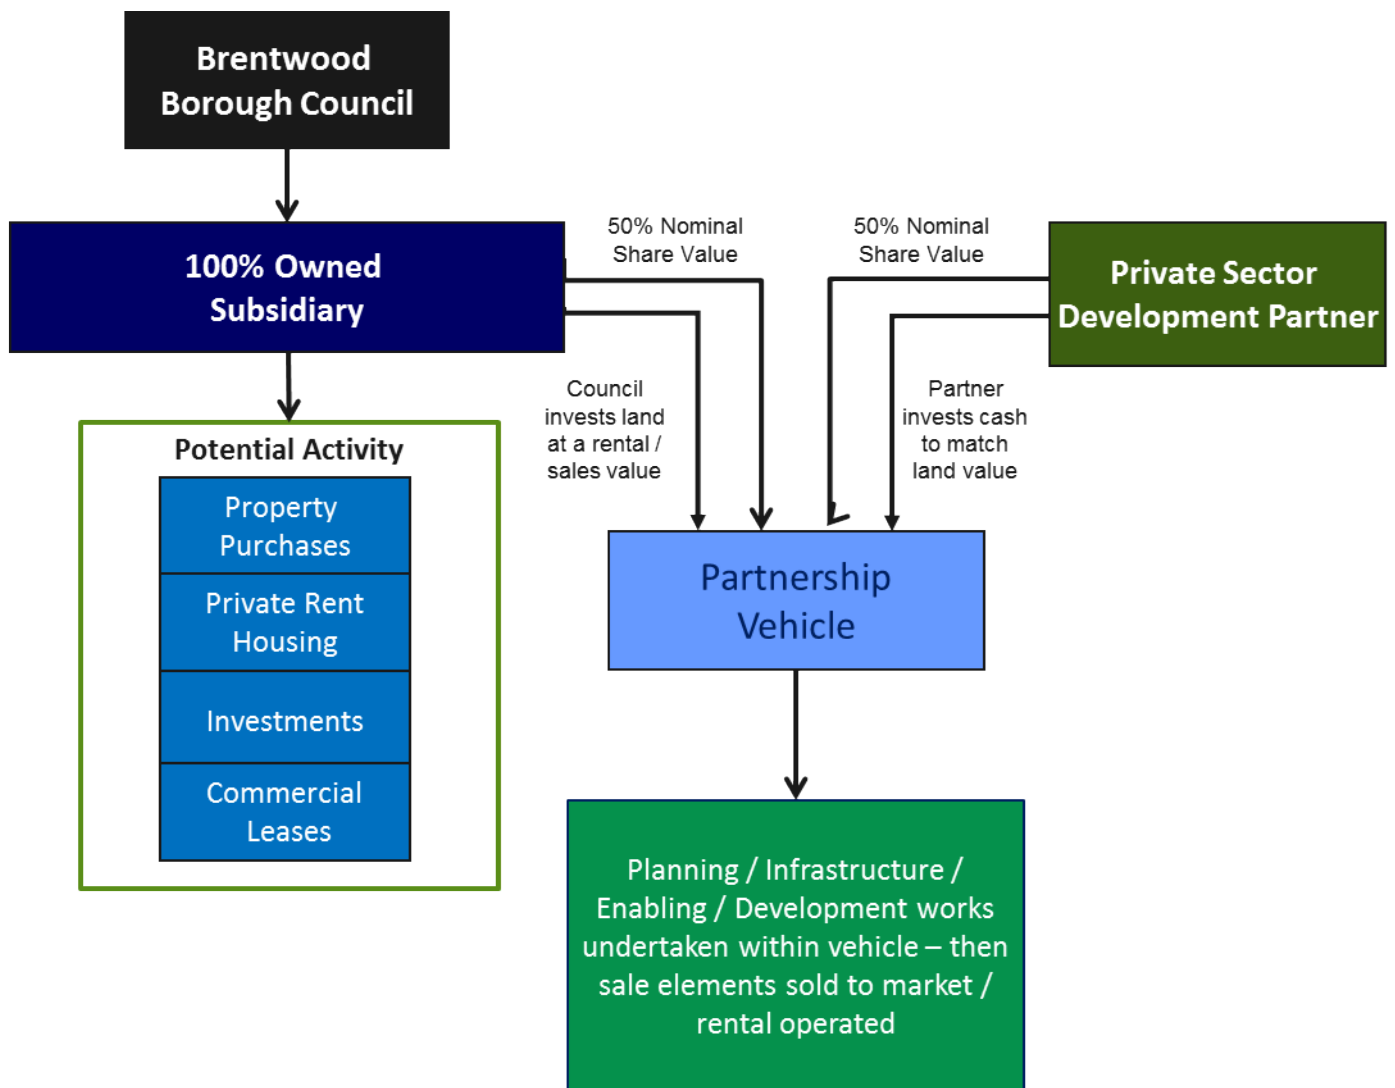 Brentwood
Borough Council
100% Owned
Subsidiary
50% Nominal
Share Value
50% Nominal
Share Value
Private Sector
Development Partner
Council
invests land
at a rental /
sales value
Partner
invests cash
to match
land value
Potential Activity
Property
Purchases
Private Rent
Housing
Investments
Commercial
Leases
Partnership
Vehicle
Planning / Infrastructure /
Enabling / Development works
undertaken within vehicle – then
sale elements sold to market /
rental operated